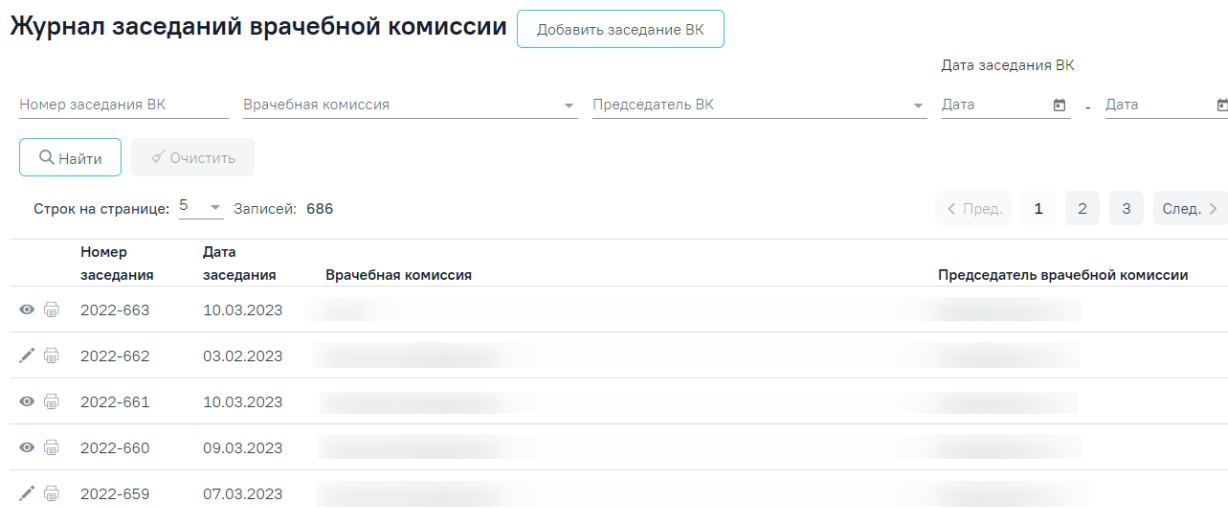 Журнал заседаний врачебной комиссии Добавить заседание ВК
Дата заседания ВК
Номер заседания ВК Врачебная комиссия Председатель ВК Дата - Дата
Найти Очистить
Строк на странице: 5 Записей: 686 < Пред. 1 2 3 След. >
Номер заседания Дата заседания Врачебная комиссия Председатель врачебной комиссии
2022-663 10.03.2023
2022-662 03.02.2023
2022-661 10.03.2023
2022-660 09.03.2023
2022-659 07.03.2023